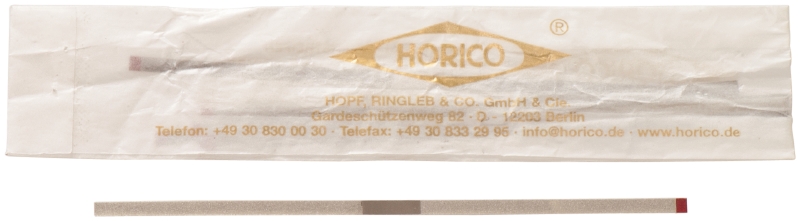 HORICO ®
HOPF, RINGLEB & CO. GmbH & Cie
Gardeschützenweg 82 · D - 12203 Berlin
Telefon: +49 30 830 00 30 · Telefax: +49 30 833 29 95 · info@horico.de · www.horico.de